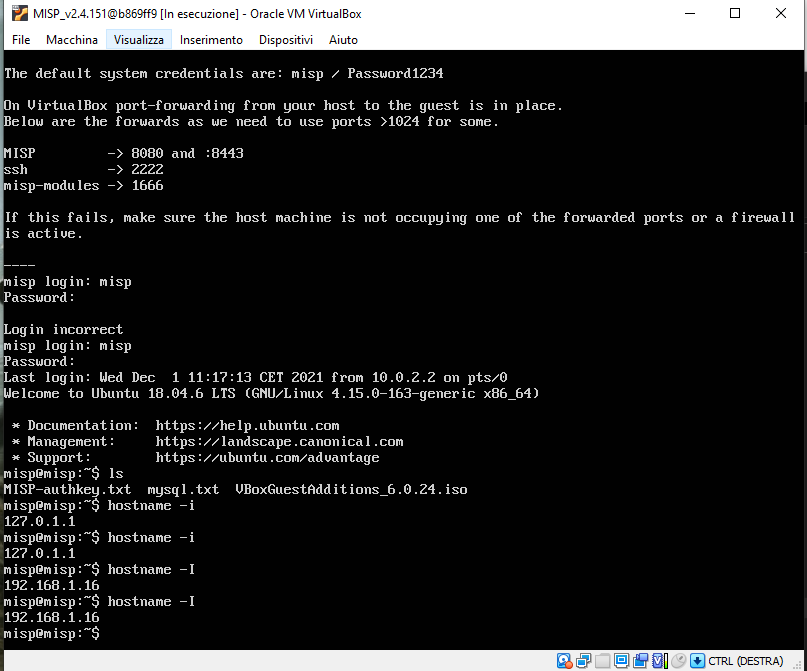 MISP_v2.4.151@b869ff9 [In esecuzione] - Oracle VM VirtualBox
File Macchina Visualizza Inserimento Dispositivi Aiuto
The default system credentials are: misp / Password1234
On VirtualBox port-forwarding from your host to the guest is in place.
Below are the forwards as we need to use ports >1024 for some.
MISP -> 8080 and :8443
ssh -> 2222
misp-modules -> 1666
If this fails, make sure the host machine is not occupying one of the forwarded ports or a firewall
is active.
----
misp login: misp
Password:
Login incorrect
misp login: misp
Password:
Last login: Wed Dec  1 11:17:13 CET 2021 from 10.0.2.2 on pts/0
Welcome to Ubuntu 18.04.6 LTS (GNU/Linux 4.15.0-163-generic x86_64)
* Documentation:  https://help.ubuntu.com
* Management:     https://landscape.canonical.com
* Support:        https://ubuntu.com/advantage
misp@misp:~$ ls
MISP-authkey.txt  mysql.txt  VBoxGuestAdditions_6.0.24.iso
misp@misp:~$ hostname -i
127.0.1.1
misp@misp:~$ hostname -i
127.0.1.1
misp@misp:~$ hostname -I
192.168.1.16
misp@misp:~$ hostname -I
192.168.1.16
misp@misp:~$
CTRL (DESTRA)